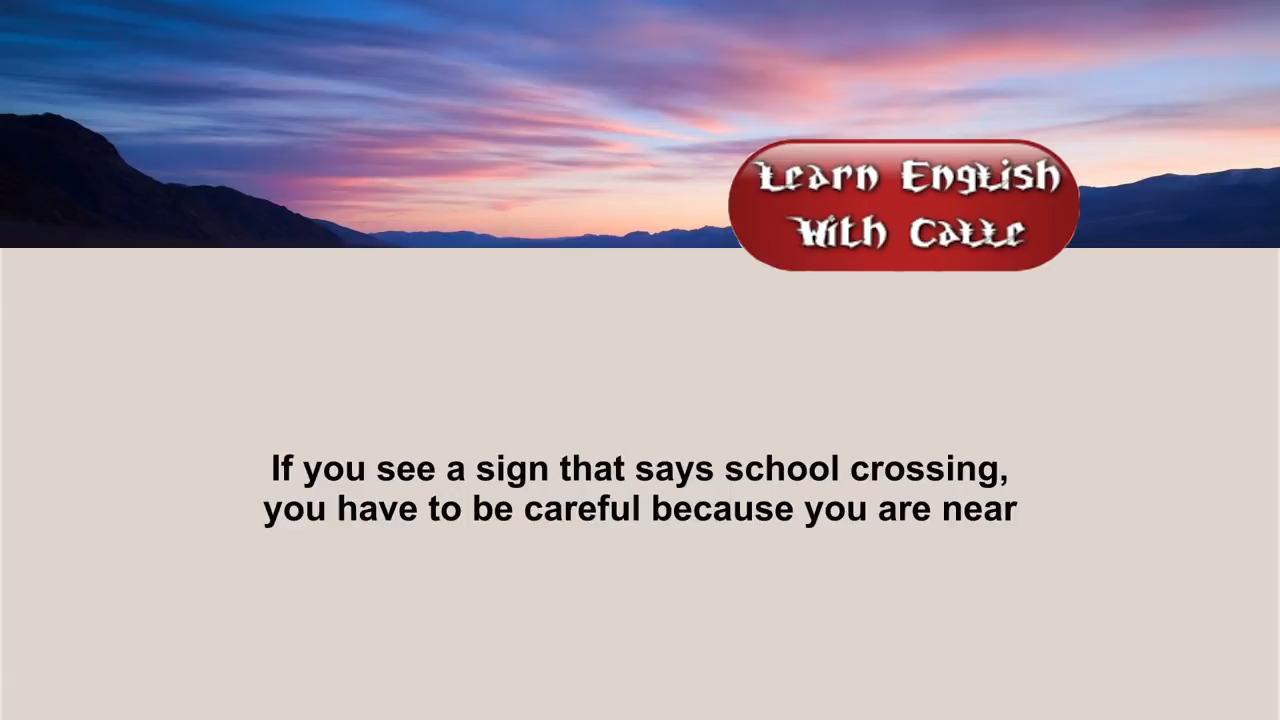 Learn English
With Calle
If you see a sign that says school crossing,
you have to be careful because you are near